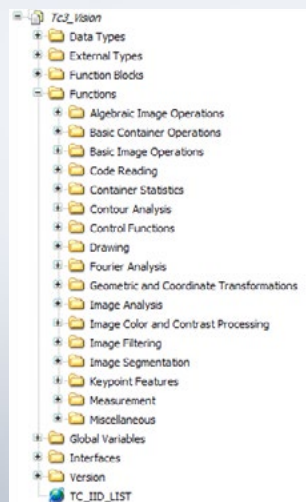 Tc3_Vision
Data Types
External Types
Function Blocks
Functions
Algebraic Image Operations
Basic Container Operations
Basic Image Operations
Code Reading
Container Statistics
Contour Analysis
Control Functions
Drawing
Fourier Analysis
Geometric and Coordinate Transformations
Image Analysis
Image Color and Contrast Processing
Image Filtering
Image Segmentation
Keypoint Features
Measurement
Miscellaneous
Global Variables
Interfaces
Version
TC_IID_LIST